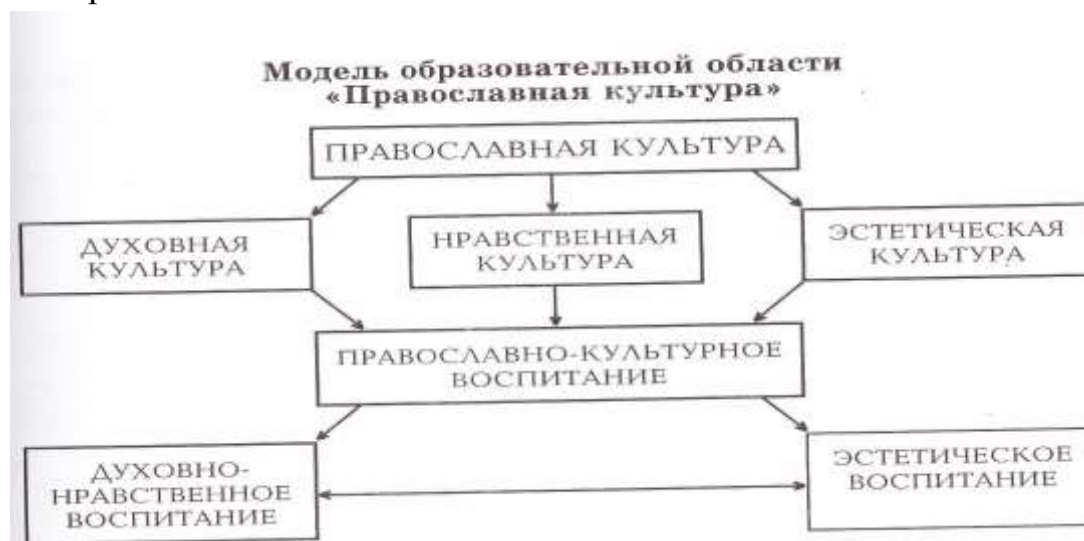 Модель образовательной области
«Православная культура»
ПРАВОСЛАВНАЯ КУЛЬТУРА
ДУХОВНАЯ
КУЛЬТУРА
НРАВСТВЕННАЯ
КУЛЬТУРА
ЭСТЕТИЧЕСКАЯ
КУЛЬТУРА
ПРАВОСЛАВНО-КУЛЬТУРНОЕ
ВОСПИТАНИЕ
ДУХОВНО-
НРАВСТВЕННОЕ
ВОСПИТАНИЕ
ЭСТЕТИЧЕСКОЕ
ВОСПИТАНИЕ